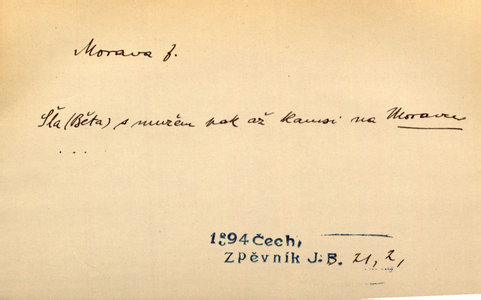 Morava f.
Šla (Běta) s mužem pak až kamsi na Moravu
...
1894 Čech,
Zpěvník J. B. 21, 2,